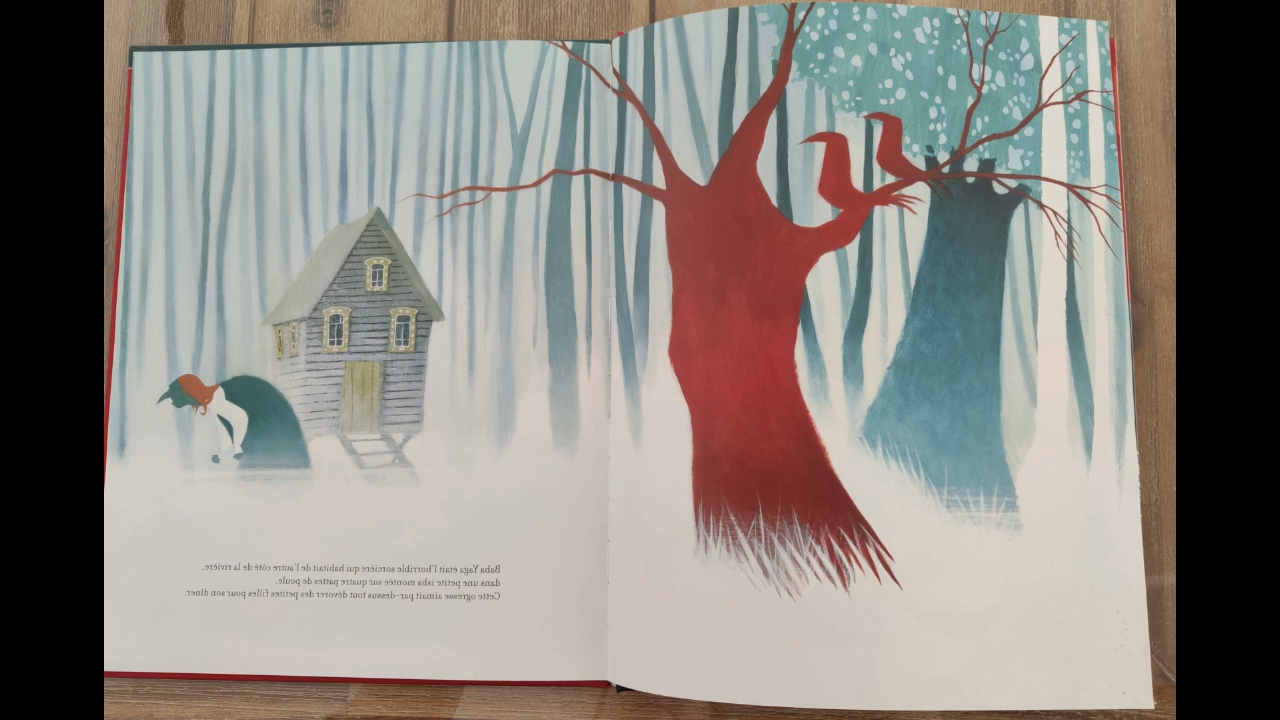 Baba Yaga était l'horrible sorcière qui habitait de l'autre côté de la rivière,
dans une petite isba montée sur quatre pattes de poule.
Cette ogresse aimait par-dessus tout dévorer des petites filles pour son dîner.